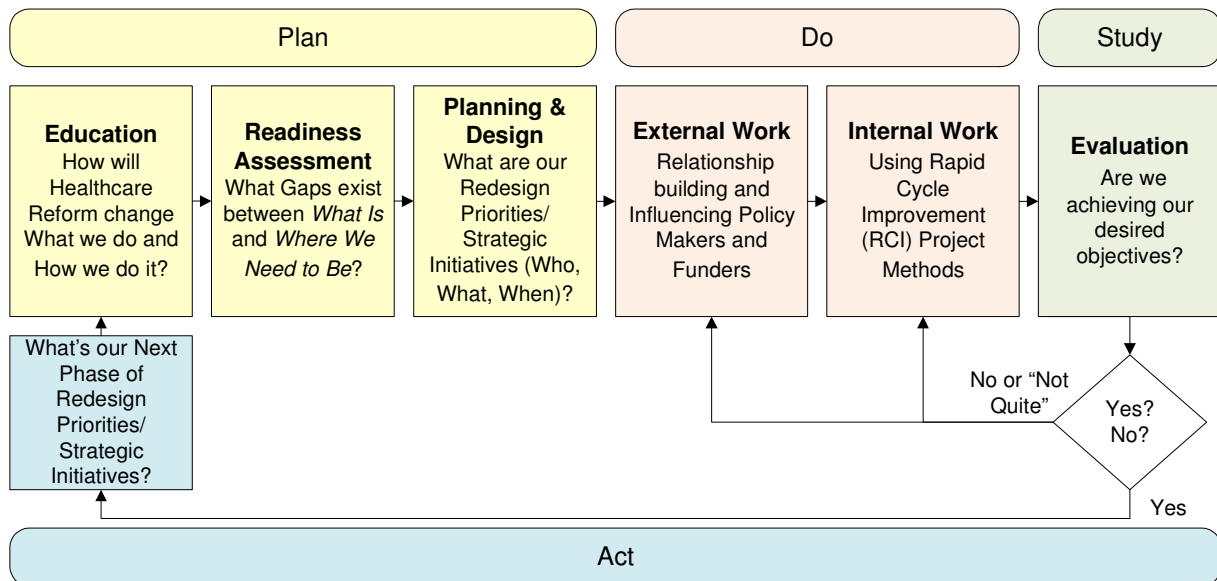 Plan
Do
Study
Education
How will
Healthcare
Reform change
What we do and
How we do it?
Readiness
Assessment
What Gaps exist
between What Is
and Where We
Need to Be?
Planning &
Design
What are our
Redesign
Priorities/
Strategic
Initiatives (Who,
What, When)?
External Work
Relationship
building and
Influencing Policy
Makers and
Funders
Internal Work
Using Rapid
Cycle
Improvement
(RCI) Project
Methods
Evaluation
Are we
achieving our
desired
objectives?
What’s our Next
Phase of
Redesign
Priorities/
Strategic
Initiatives?
No or “Not
Quite”
Yes?
No?
Yes
Act